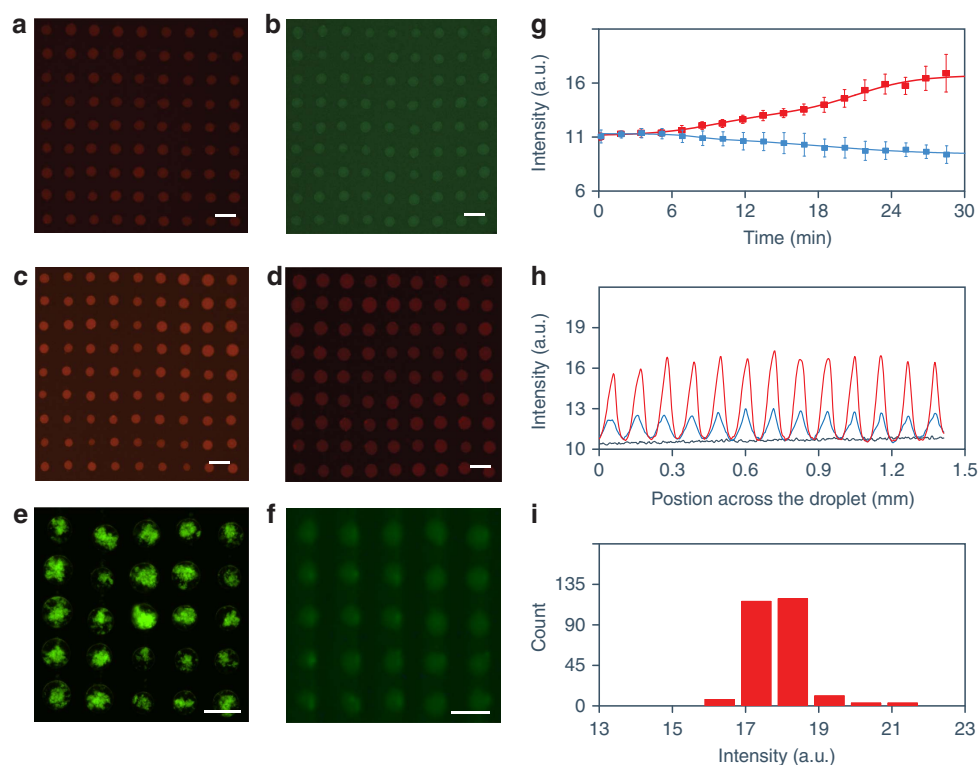 a
b
c
d
e
f
g
Intensity (a.u.)
16
11
6
0
6
12
18
24
30
Time (min)
h
Intensity (a.u.)
19
16
13
10
0
0.3
0.6
0.9
1.2
1.5
Postion across the droplet (mm)
i
Count
135
90
45
0
13
15
17
19
21
23
Intensity (a.u.)